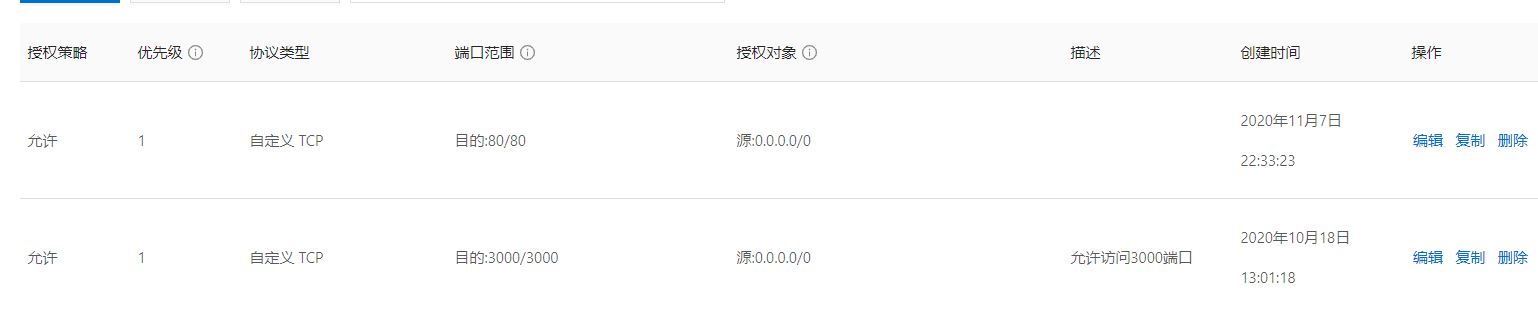 授权策略 优先级 协议类型 端口范围 授权对象 描述 创建时间 操作
允许 1 自定义 TCP 目的:80/80 源:0.0.0.0/0 2020年11月7日 22:33:23 编辑 复制 删除
允许 1 自定义 TCP 目的:3000/3000 源:0.0.0.0/0 允许访问3000端口 2020年10月18日 13:01:18 编辑 复制 删除